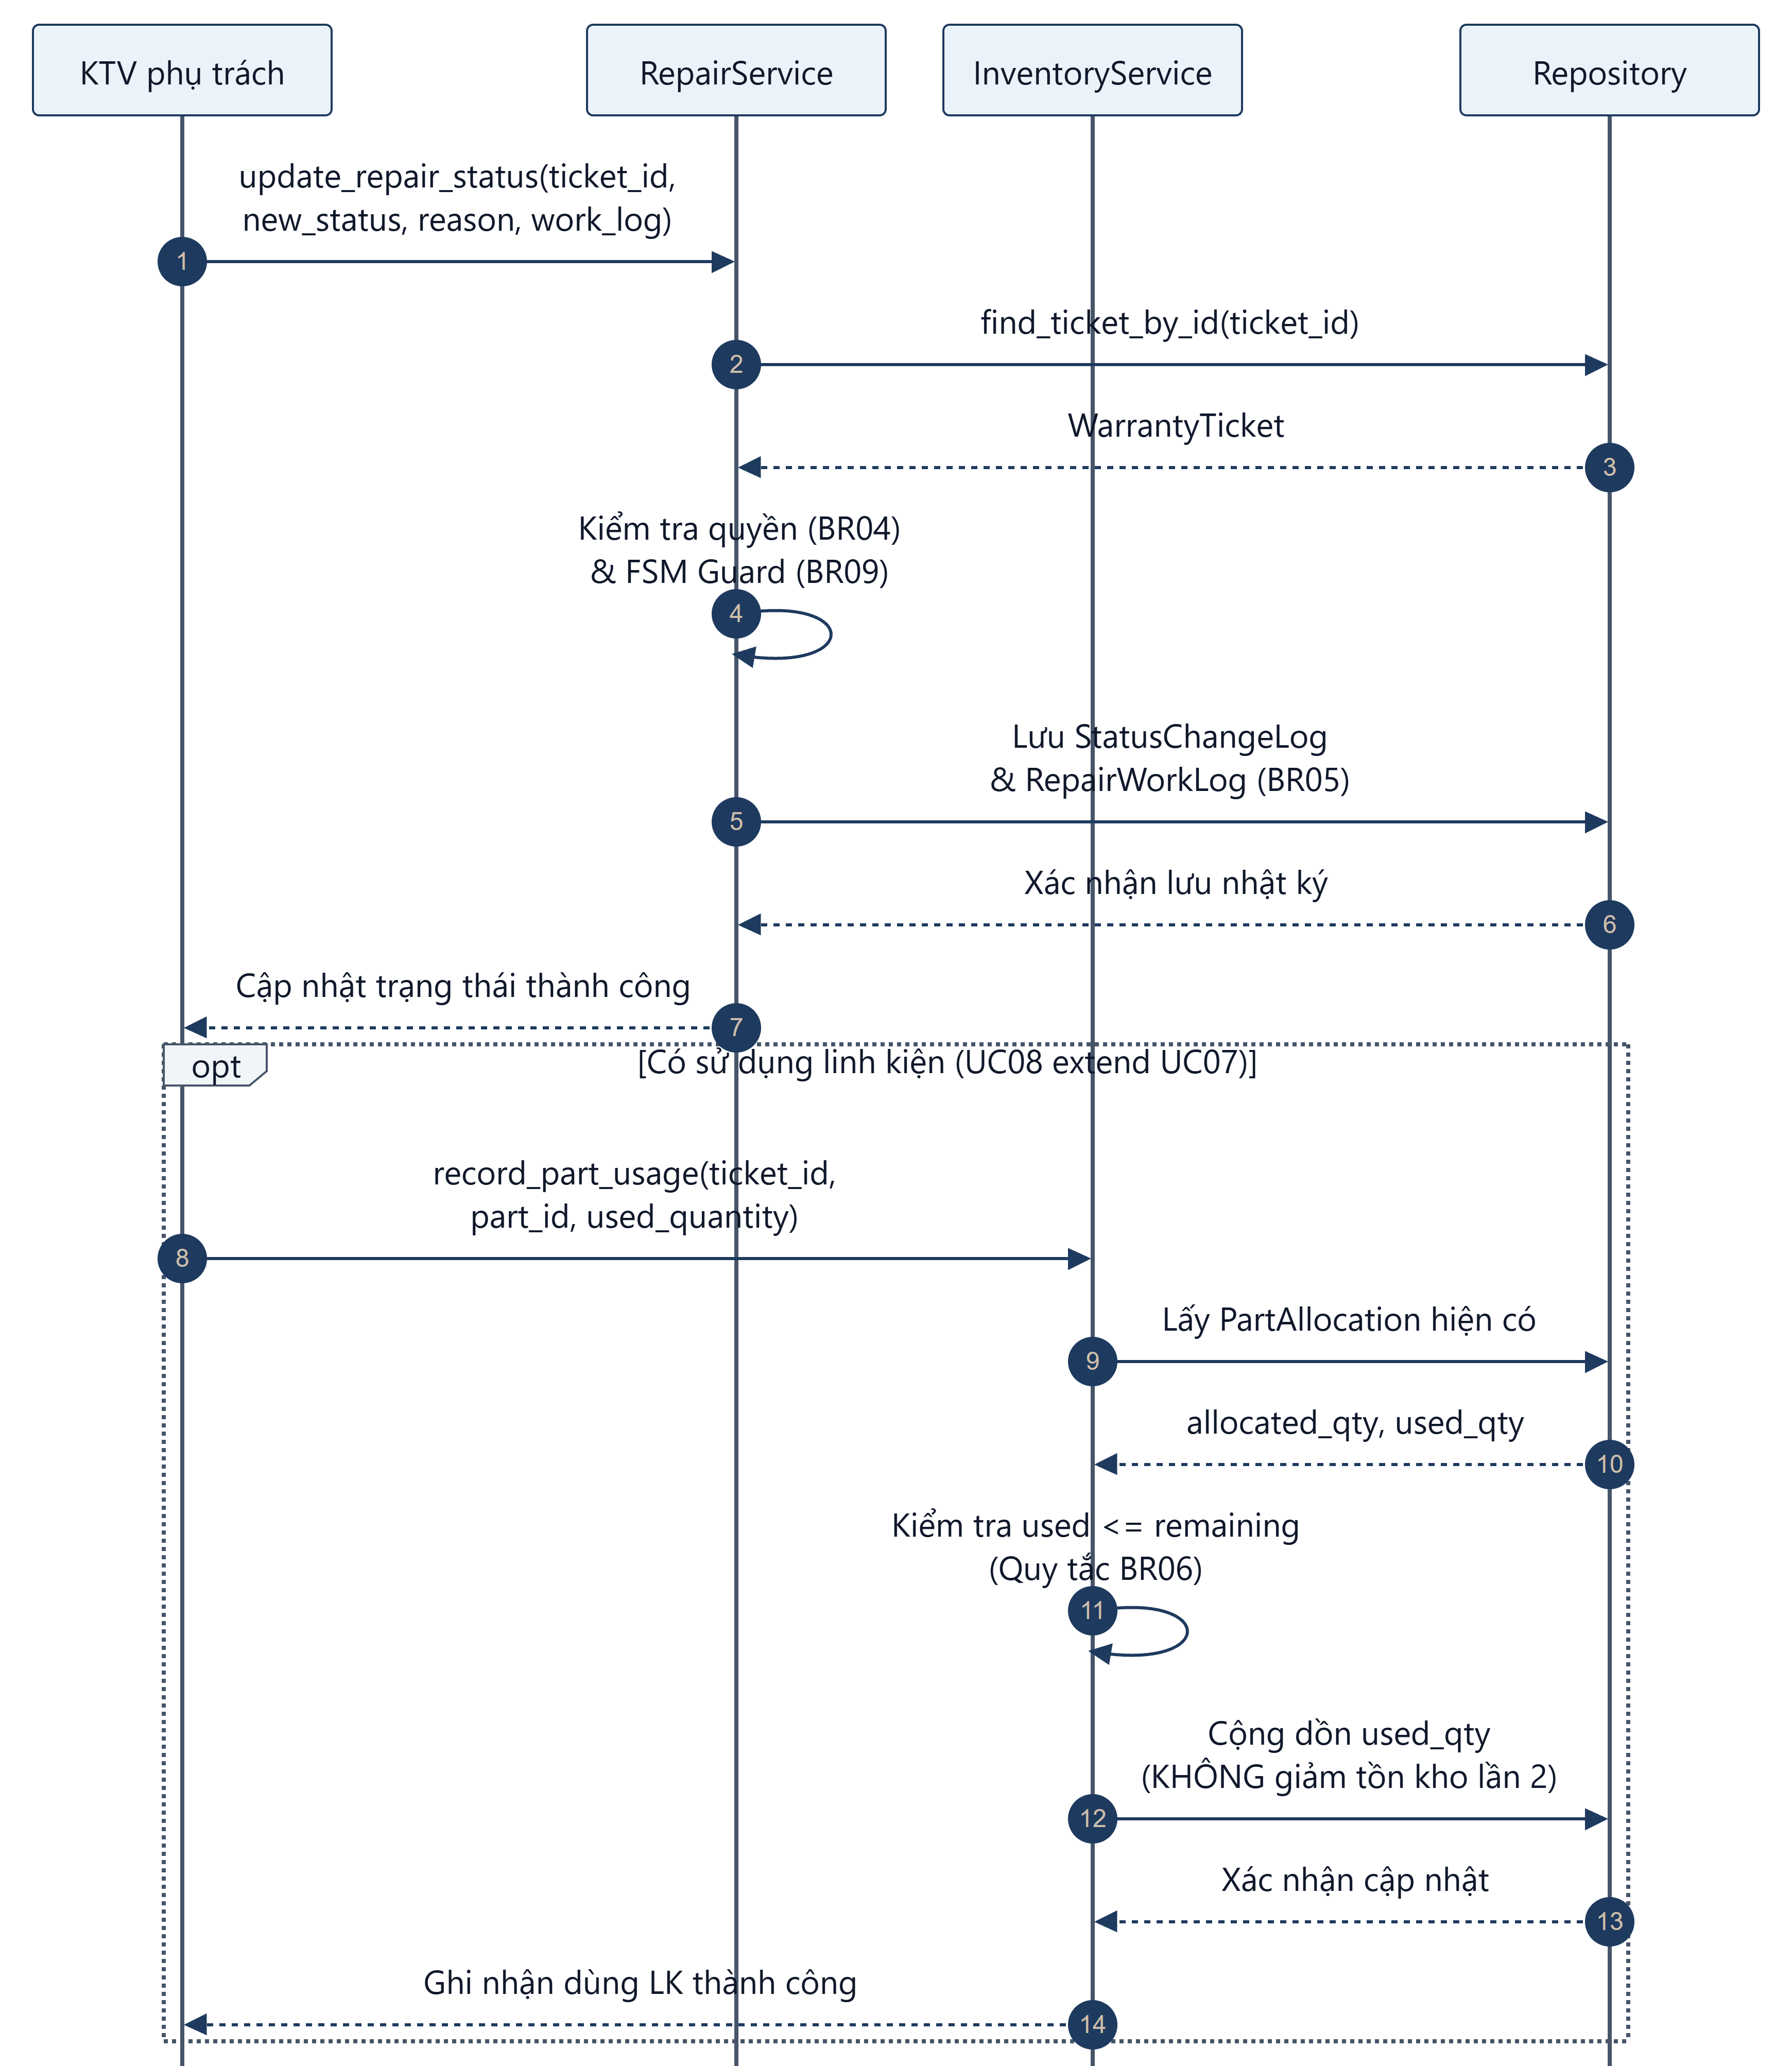 KTV phụ trách
RepairService
InventoryService
Repository
update_repair_status(ticket_id,
new_status, reason, work_log)
1
find_ticket_by_id(ticket_id)
2
WarrantyTicket
3
Kiểm tra quyền (BR04)
& FSM Guard (BR09)
4
Lưu StatusChangeLog
& RepairWorkLog (BR05)
5
Xác nhận lưu nhật ký
6
Cập nhật trạng thái thành công
7
opt
[Có sử dụng linh kiện (UC08 extend UC07)]
record_part_usage(ticket_id,
part_id, used_quantity)
8
Lấy PartAllocation hiện có
9
allocated_qty, used_qty
10
Kiểm tra used <= remaining
(Quy tắc BR06)
11
Cộng dồn used_qty
(KHÔNG giảm tồn kho lần 2)
12
Xác nhận cập nhật
13
Ghi nhận dùng LK thành công
14